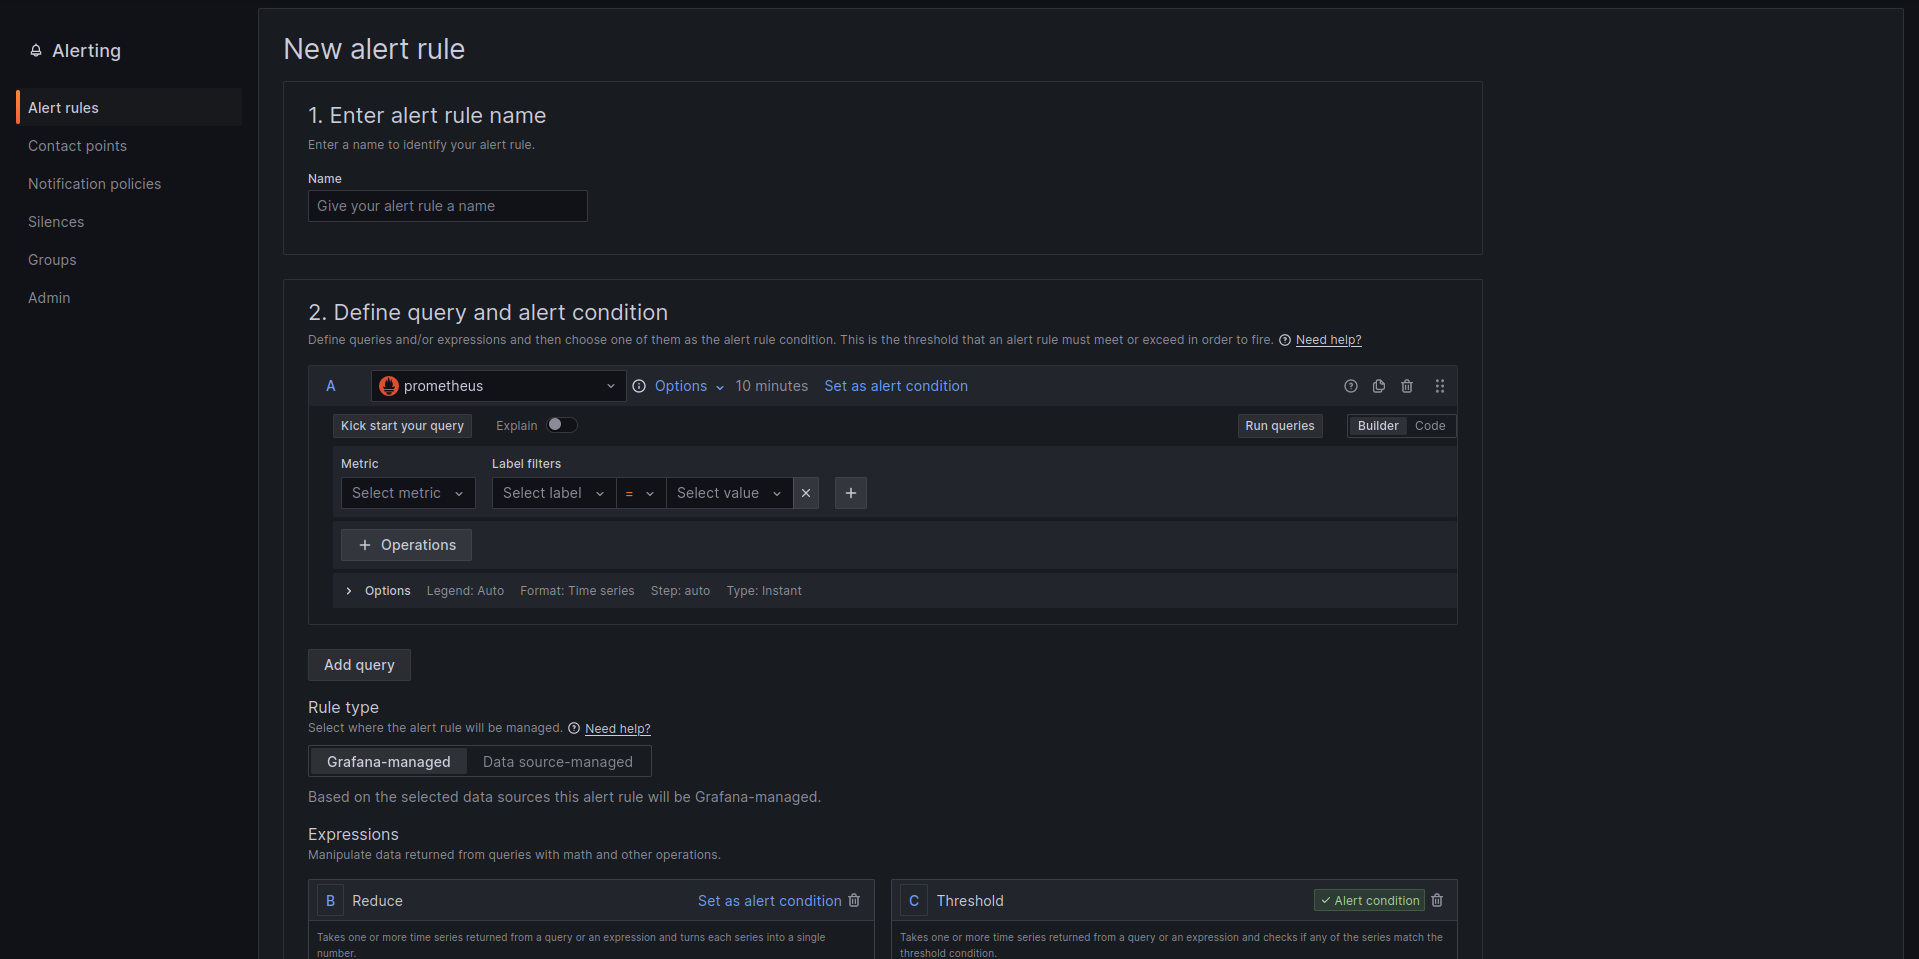 Alerting
Alert rules
Contact points
Notification policies
Silences
Groups
Admin
New alert rule
1. Enter alert rule name
Enter a name to identify your alert rule.
Name
Give your alert rule a name
2. Define query and alert condition
Define queries and/or expressions and then choose one of them as the alert rule condition. This is the threshold that an alert rule must meet or exceed in order to fire. Need help?
A prometheus Options 10 minutes Set as alert condition
Kick start your query Explain Run queries Builder Code
Metric Label filters
Select metric Select label = Select value
+ Operations
Options Legend: Auto Format: Time series Step: auto Type: Instant
Add query
Rule type
Select where the alert rule will be managed. Need help?
Grafana-managed Data source-managed
Based on the selected data sources this alert rule will be Grafana-managed.
Expressions
Manipulate data returned from queries with math and other operations.
B Reduce Set as alert condition
Takes one or more time series returned from a query or an expression and turns each series into a single
number.
C Threshold Alert condition
Takes one or more time series returned from a query or an expression and checks if any of the series match the
threshold condition.